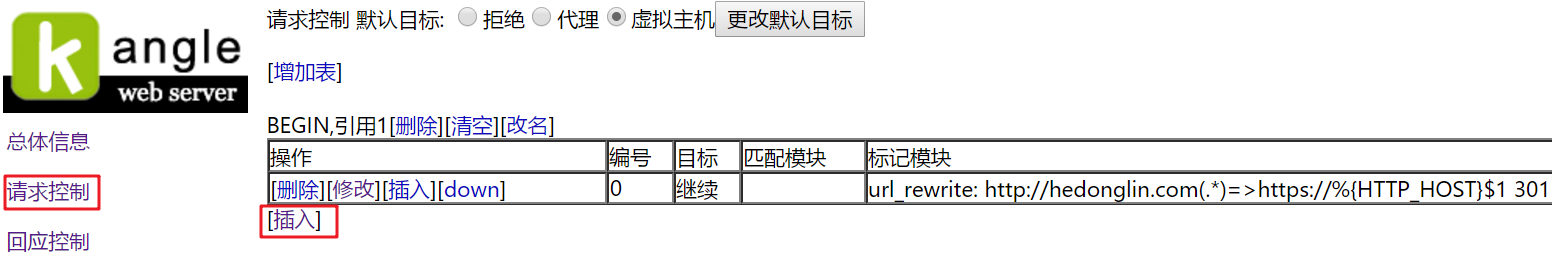 k angle
web server
总体信息
请求控制
回应控制
请求控制 默认目标: 拒绝 代理 虚拟主机 更改默认目标
[增加表]
BEGIN,引用1[删除][清空][改名]
操作 编号 目标 匹配模块 标记模块
[删除][修改][插入][down] 0 继续 url_rewrite: http://hedonglin.com(.*)=>https://%{HTTP_HOST}$1 301
[插入]